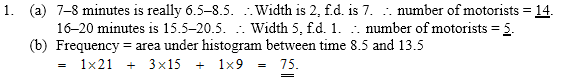 1. (a) 7–8 minutes is really 6.5–8.5. ∴ Width is 2, f.d. is 7. ∴ number of motorists = 14.
16–20 minutes is 15.5–20.5. ∴ Width 5, f.d. 1. ∴ number of motorists = 5.
(b) Frequency = area under histogram between time 8.5 and 13.5
= 1×21 + 3×15 + 1×9 = 75.